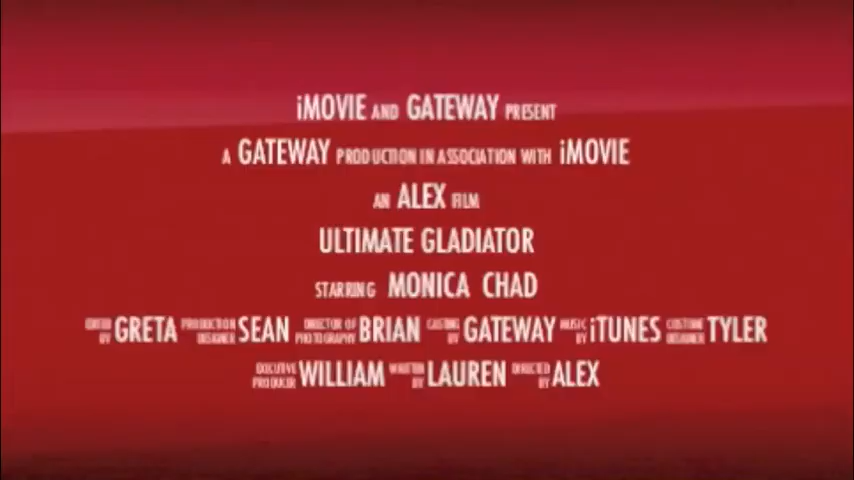 iMOVIE AND GATEWAY PRESENT
A GATEWAY PRODUCTION IN ASSOCIATION WITH iMOVIE
AN ALEX FILM
ULTIMATE GLADIATOR
STARRING MONICA CHAD
EDITED BY GRETA PRODUCTION DESIGNER SEAN DIRECTOR OF PHOTOGRAPHY BRIAN CASTING BY GATEWAY MUSIC BY iTUNES COSTUME DESIGNER TYLER
EXECUTIVE PRODUCER WILLIAM WRITTEN BY LAUREN DIRECTED BY ALEX